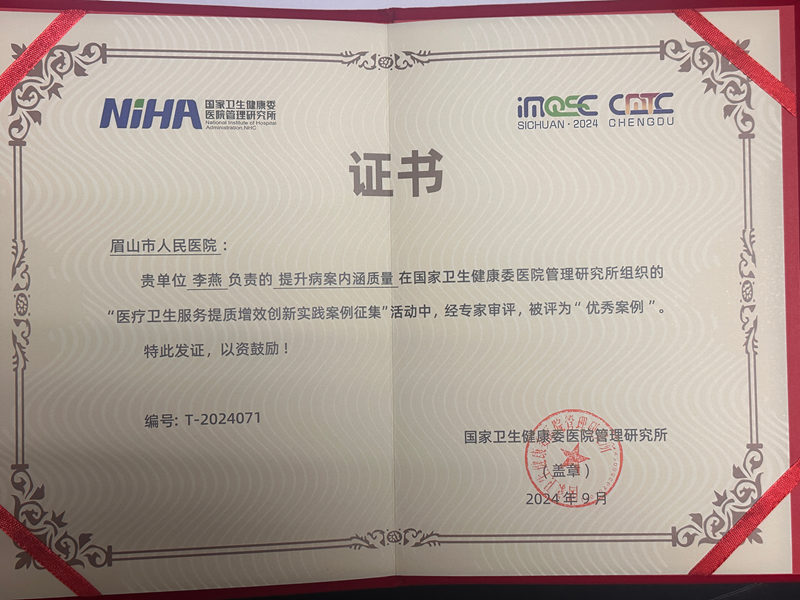 NiHA 国家卫生健康委
医院管理研究所
National Institute of Hospital
Administration,NHC
SICHUAN·2024 CHENGDU
证书
眉山市人民医院：
贵单位 李燕 负责的 提升病案内涵质量 在国家卫生健康委医院管理研究所组织的
“医疗卫生服务提质增效创新实践案例征集”活动中，经专家审评，被评为“优秀案例”。
特此发证，以资鼓励！
编号: T-2024071
国家卫生健康委医院管理研究所
（盖章）
2024年9月